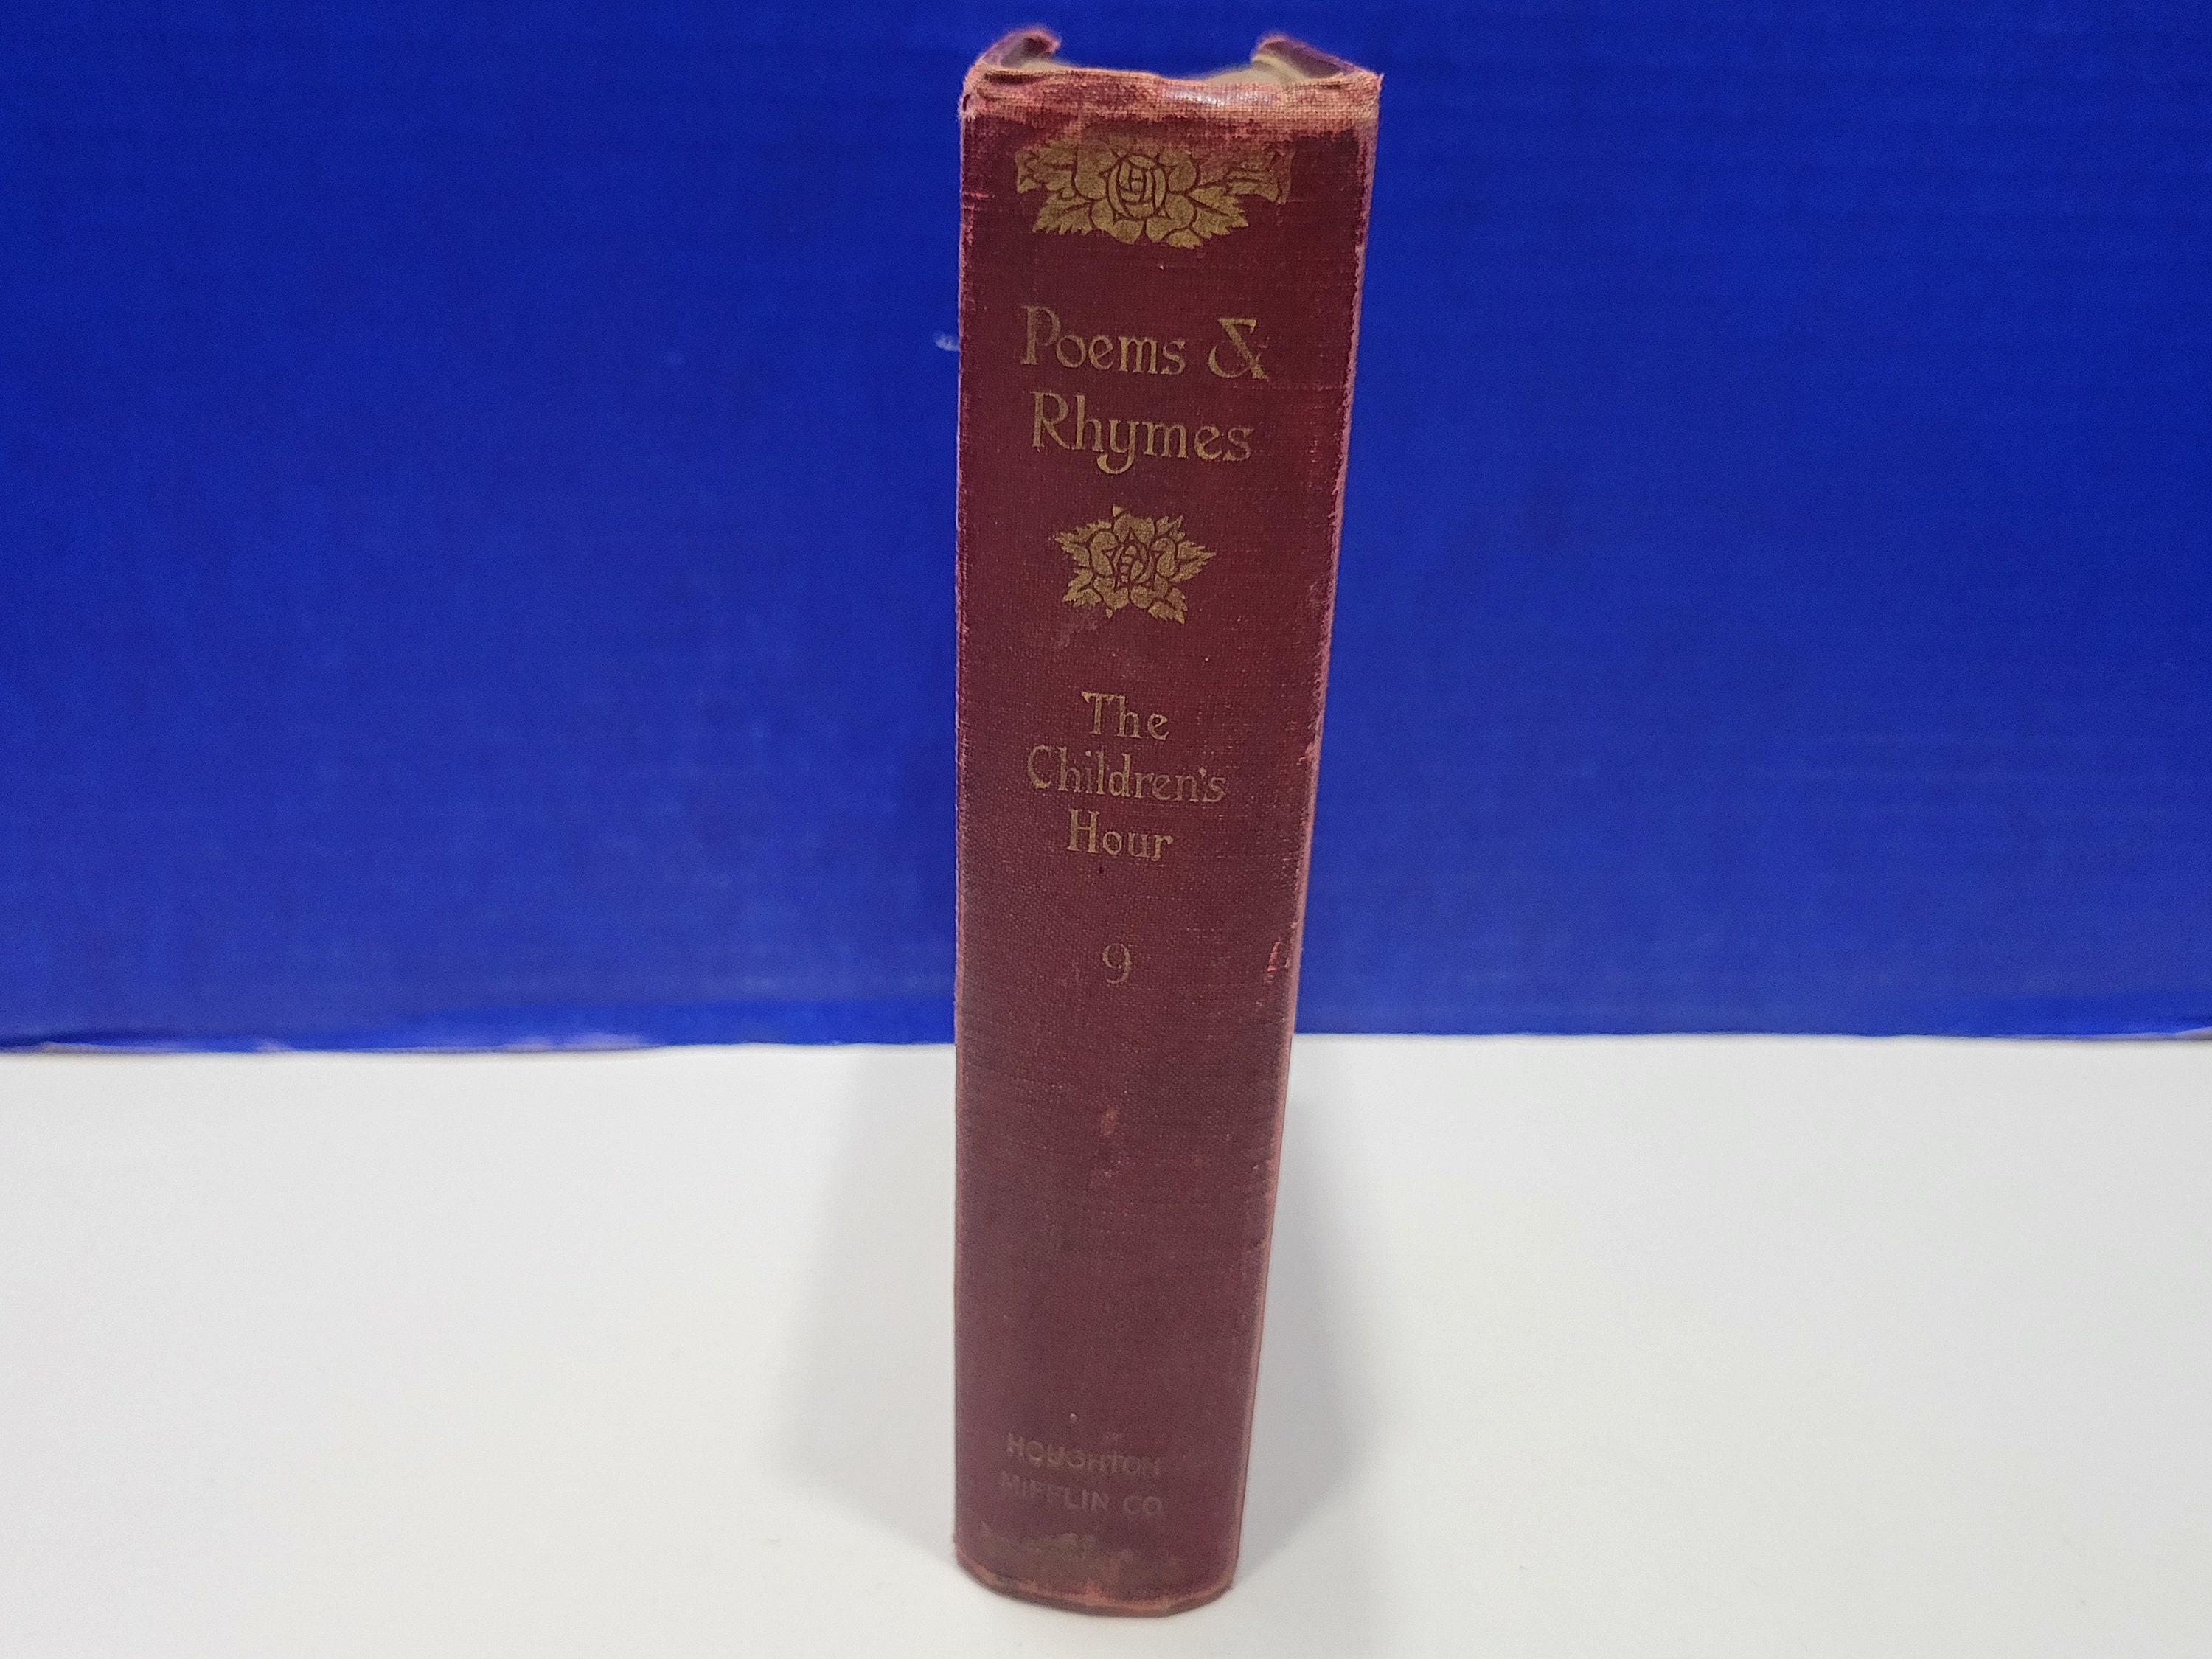 Poems &
Rhymes
The
Children's
Hour
9
HOUGHTON
MIFFLIN CO